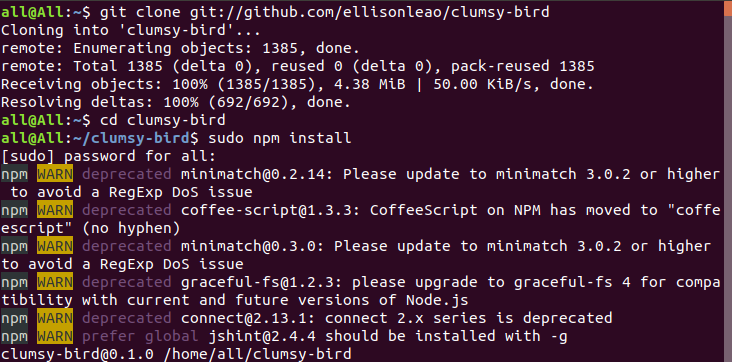 all@All:~$ git clone git://github.com/ellisonleao/clumsy-bird
Cloning into 'clumsy-bird'...
remote: Enumerating objects: 1385, done.
remote: Total 1385 (delta 0), reused 0 (delta 0), pack-reused 1385
Receiving objects: 100% (1385/1385), 4.38 MiB | 50.00 KiB/s, done.
Resolving deltas: 100% (692/692), done.
all@All:~$ cd clumsy-bird
all@All:~/clumsy-bird$ sudo npm install
[sudo] password for all:
npm WARN deprecated minimatch@0.2.14: Please update to minimatch 3.0.2 or higher
 to avoid a RegExp DoS issue
npm WARN deprecated coffee-script@1.3.3: CoffeeScript on NPM has moved to "coffe
escript" (no hyphen)
npm WARN deprecated minimatch@0.3.0: Please update to minimatch 3.0.2 or higher
to avoid a RegExp DoS issue
npm WARN deprecated graceful-fs@1.2.3: please upgrade to graceful-fs 4 for compa
tibility with current and future versions of Node.js
npm WARN deprecated connect@2.13.1: connect 2.x series is deprecated
npm WARN prefer global jshint@2.4.4 should be installed with -g
clumsy-bird@0.1.0 /home/all/clumsy-bird